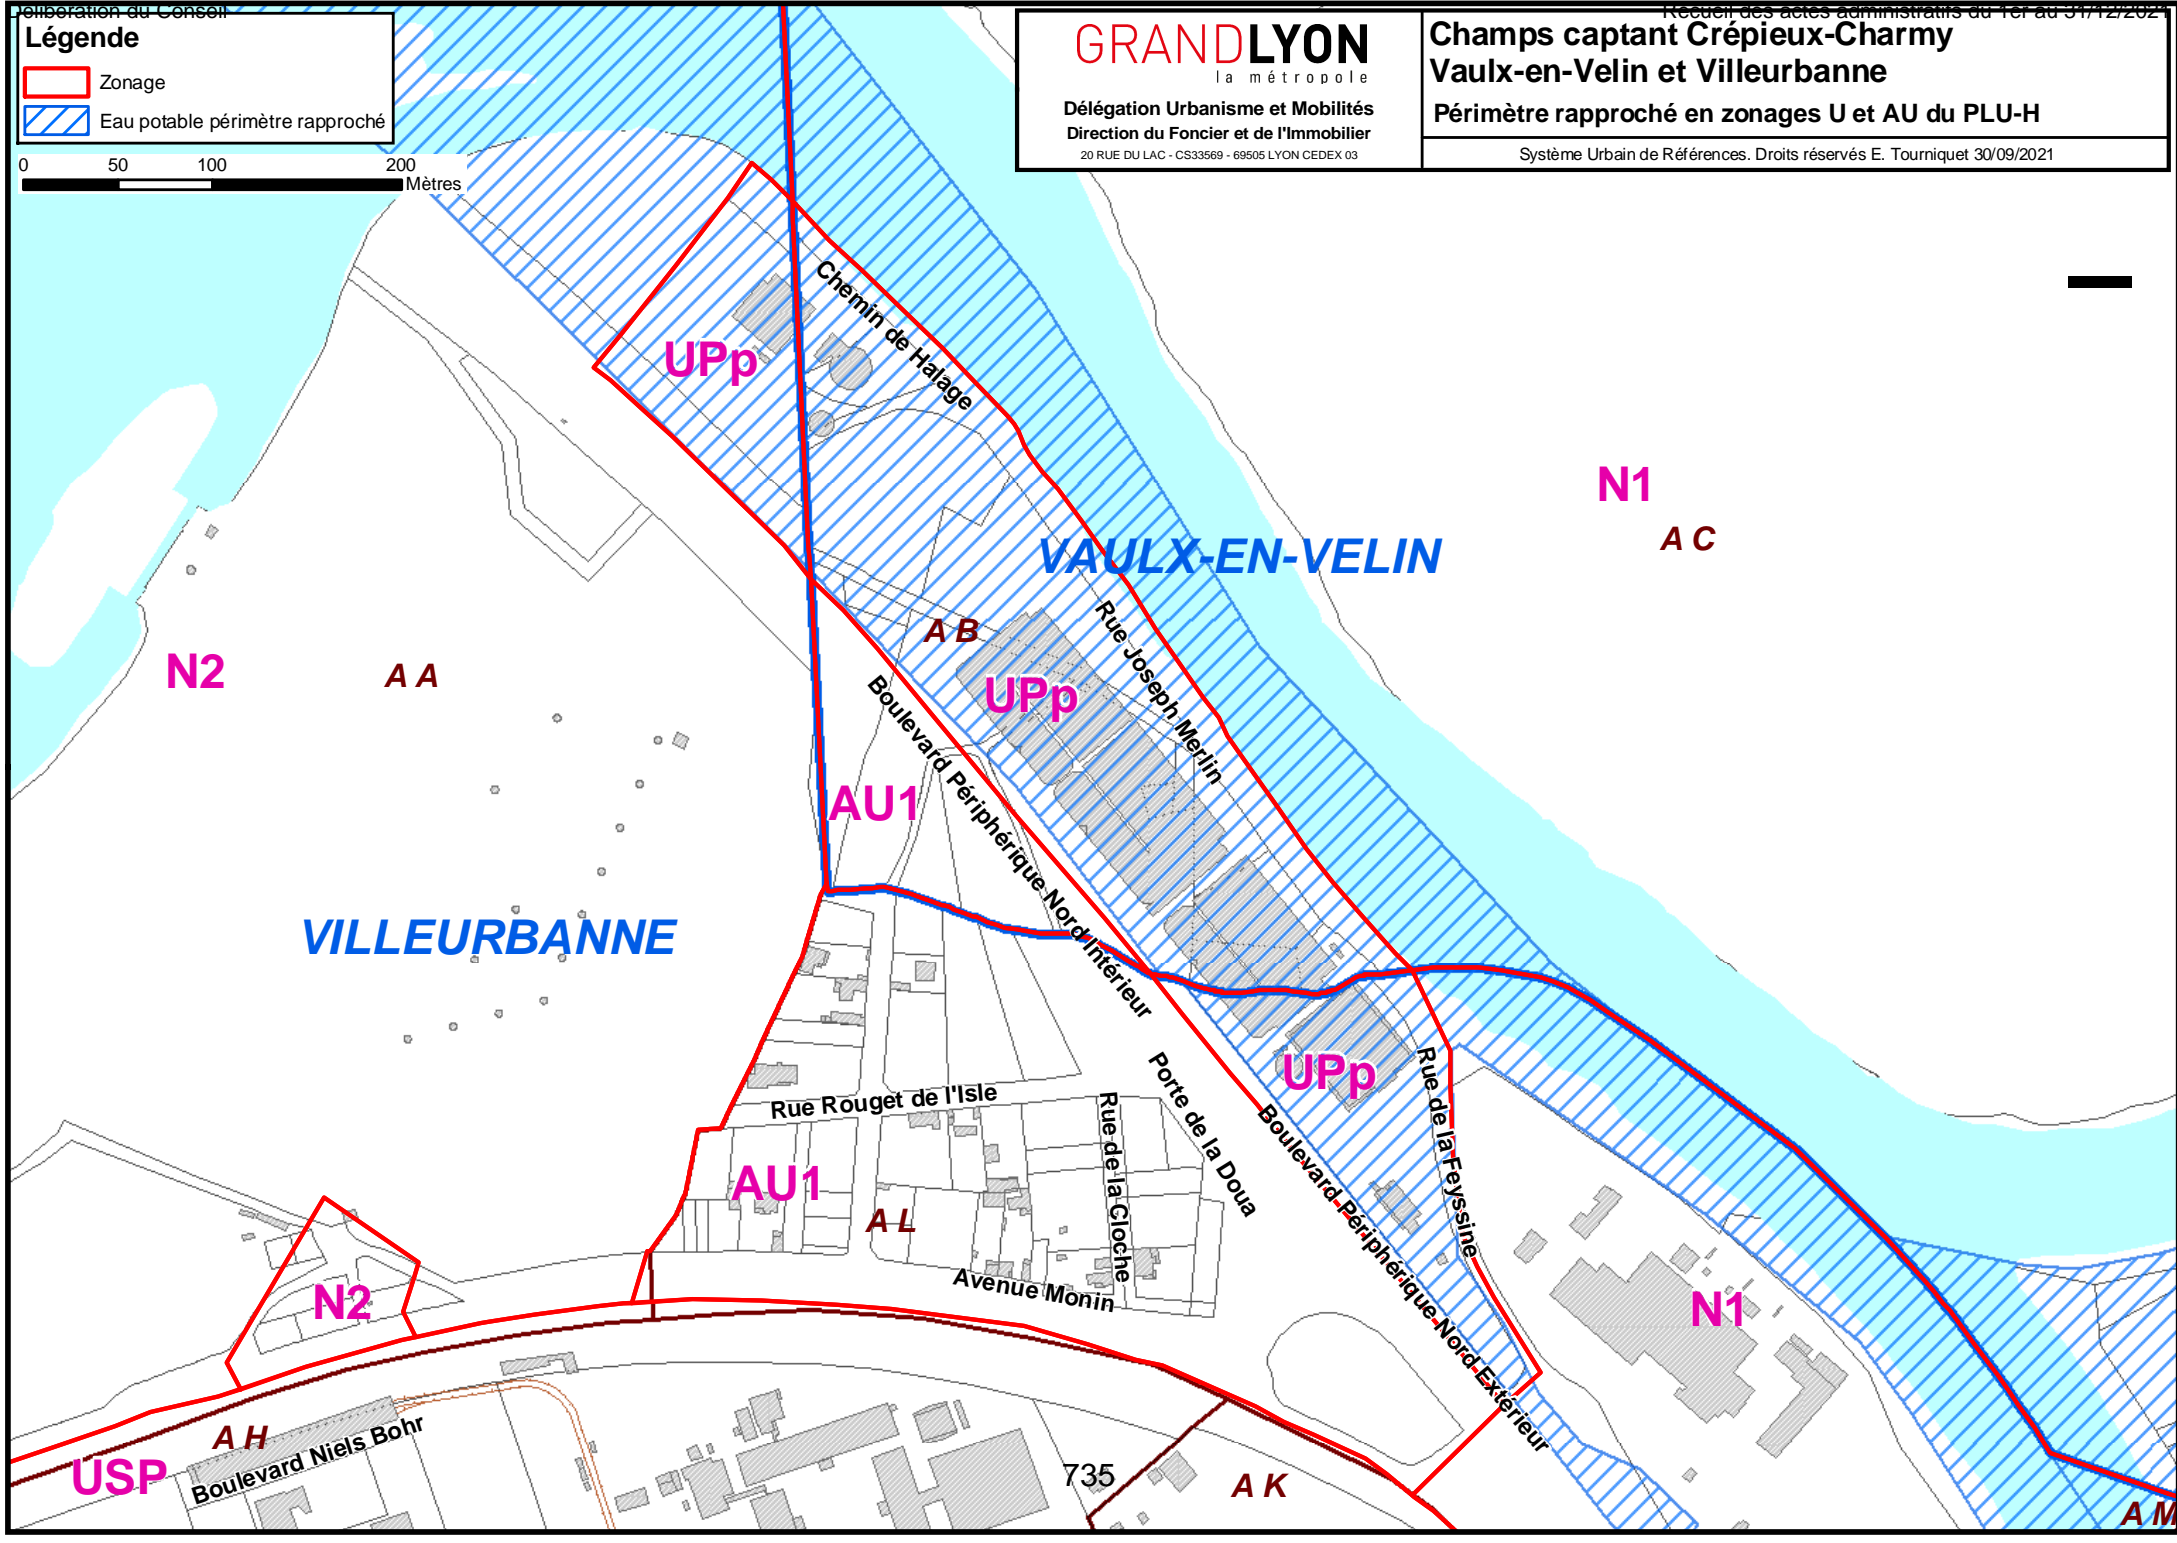 Délibération du Conseil
Recueil des actes administratifs du 1er au 31/12/2021
Légende
Zonage
Eau potable périmètre rapproché
0 50 100 200
Mètres
GRANDLYON
la métropole
Délégation Urbanisme et Mobilités
Direction du Foncier et de l'Immobilier
20 RUE DU LAC - CS33569 - 69505 LYON CEDEX 03
Champs captant Crépieux-Charmy
Vaulx-en-Velin et Villeurbanne
Périmètre rapproché en zonages U et AU du PLU-H
Système Urbain de Références. Droits réservés E. Tourniquet 30/09/2021
Chemin de Halage
UPp
N1
A C
VAULX-EN-VELIN
A B
Rue Joseph Merlin
N2
A A
UPp
Boulevard Périphérique Nord Intérieur
AU1
VILLEURBANNE
UPp
Rue de la Feyssine
Porte de la Doua
Rue Rouget de l'Isle
Rue de la Cloche
Boulevard Périphérique Nord Extérieur
AU1
A L
Avenue Monin
N2
N1
A H
Boulevard Niels Bohr
USP
735
A K
A M